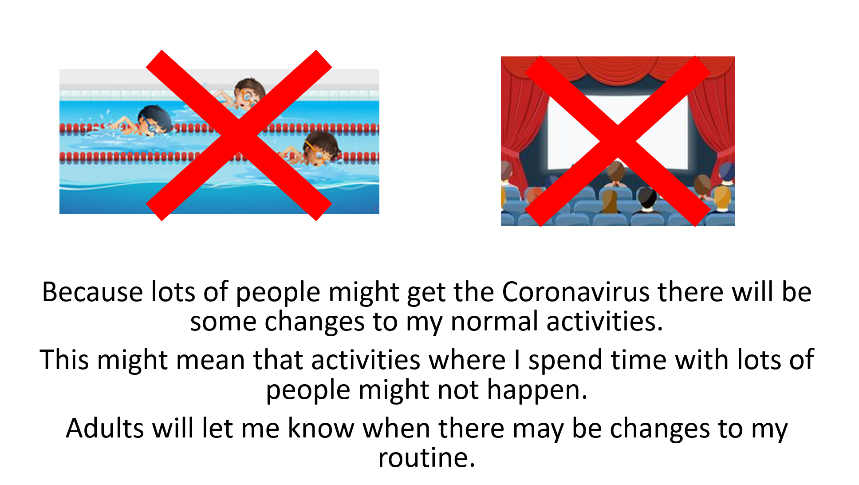 Because lots of people might get the Coronavirus there will be
some changes to my normal activities.
This might mean that activities where I spend time with lots of
people might not happen.
Adults will let me know when there may be changes to my
routine.